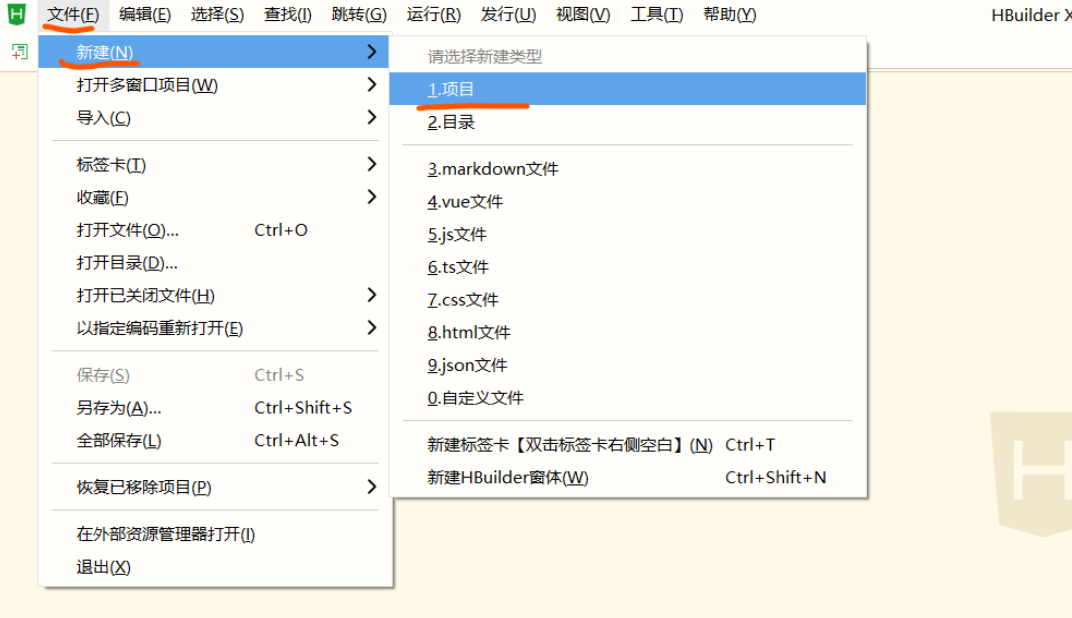 文件(F) 编辑(E) 选择(S) 查找(I) 跳转(G) 运行(R) 发行(U) 视图(V) 工具(T) 帮助(Y) HBuilder X
新建(N)
打开多窗口项目(W)
导入(C)
标签卡(T)
收藏(F)
打开文件(O)... Ctrl+O
打开目录(D)...
打开已关闭文件(H)
以指定编码重新打开(E)
保存(S) Ctrl+S
另存为(A)... Ctrl+Shift+S
全部保存(L) Ctrl+Alt+S
恢复已移除项目(P)
在外部资源管理器打开(I)
退出(X)
请选择新建类型
1.项目
2.目录
3.markdown文件
4.vue文件
5.js文件
6.ts文件
7.css文件
8.html文件
9.json文件
0.自定义文件
新建标签卡【双击标签卡右侧空白】(N) Ctrl+T
新建HBuilder窗体(W) Ctrl+Shift+N
H
H